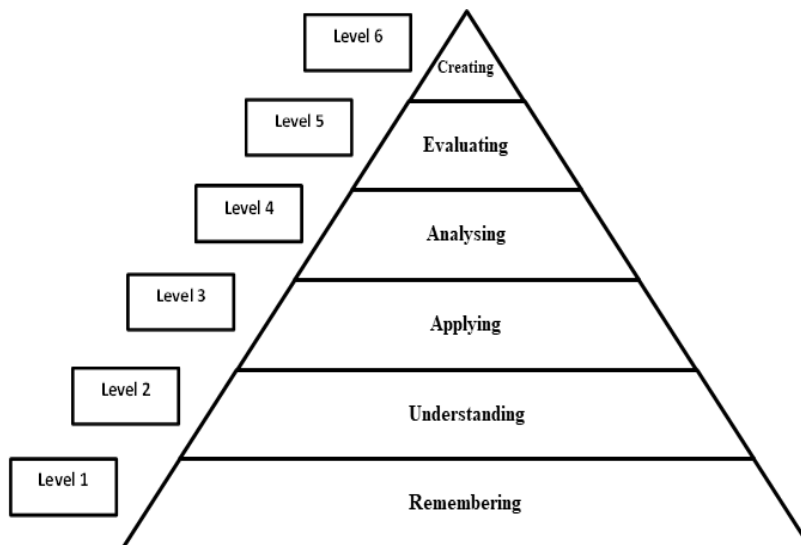 Level 6
Creating
Level 5
Evaluating
Level 4
Analysing
Level 3
Applying
Level 2
Understanding
Level 1
Remembering